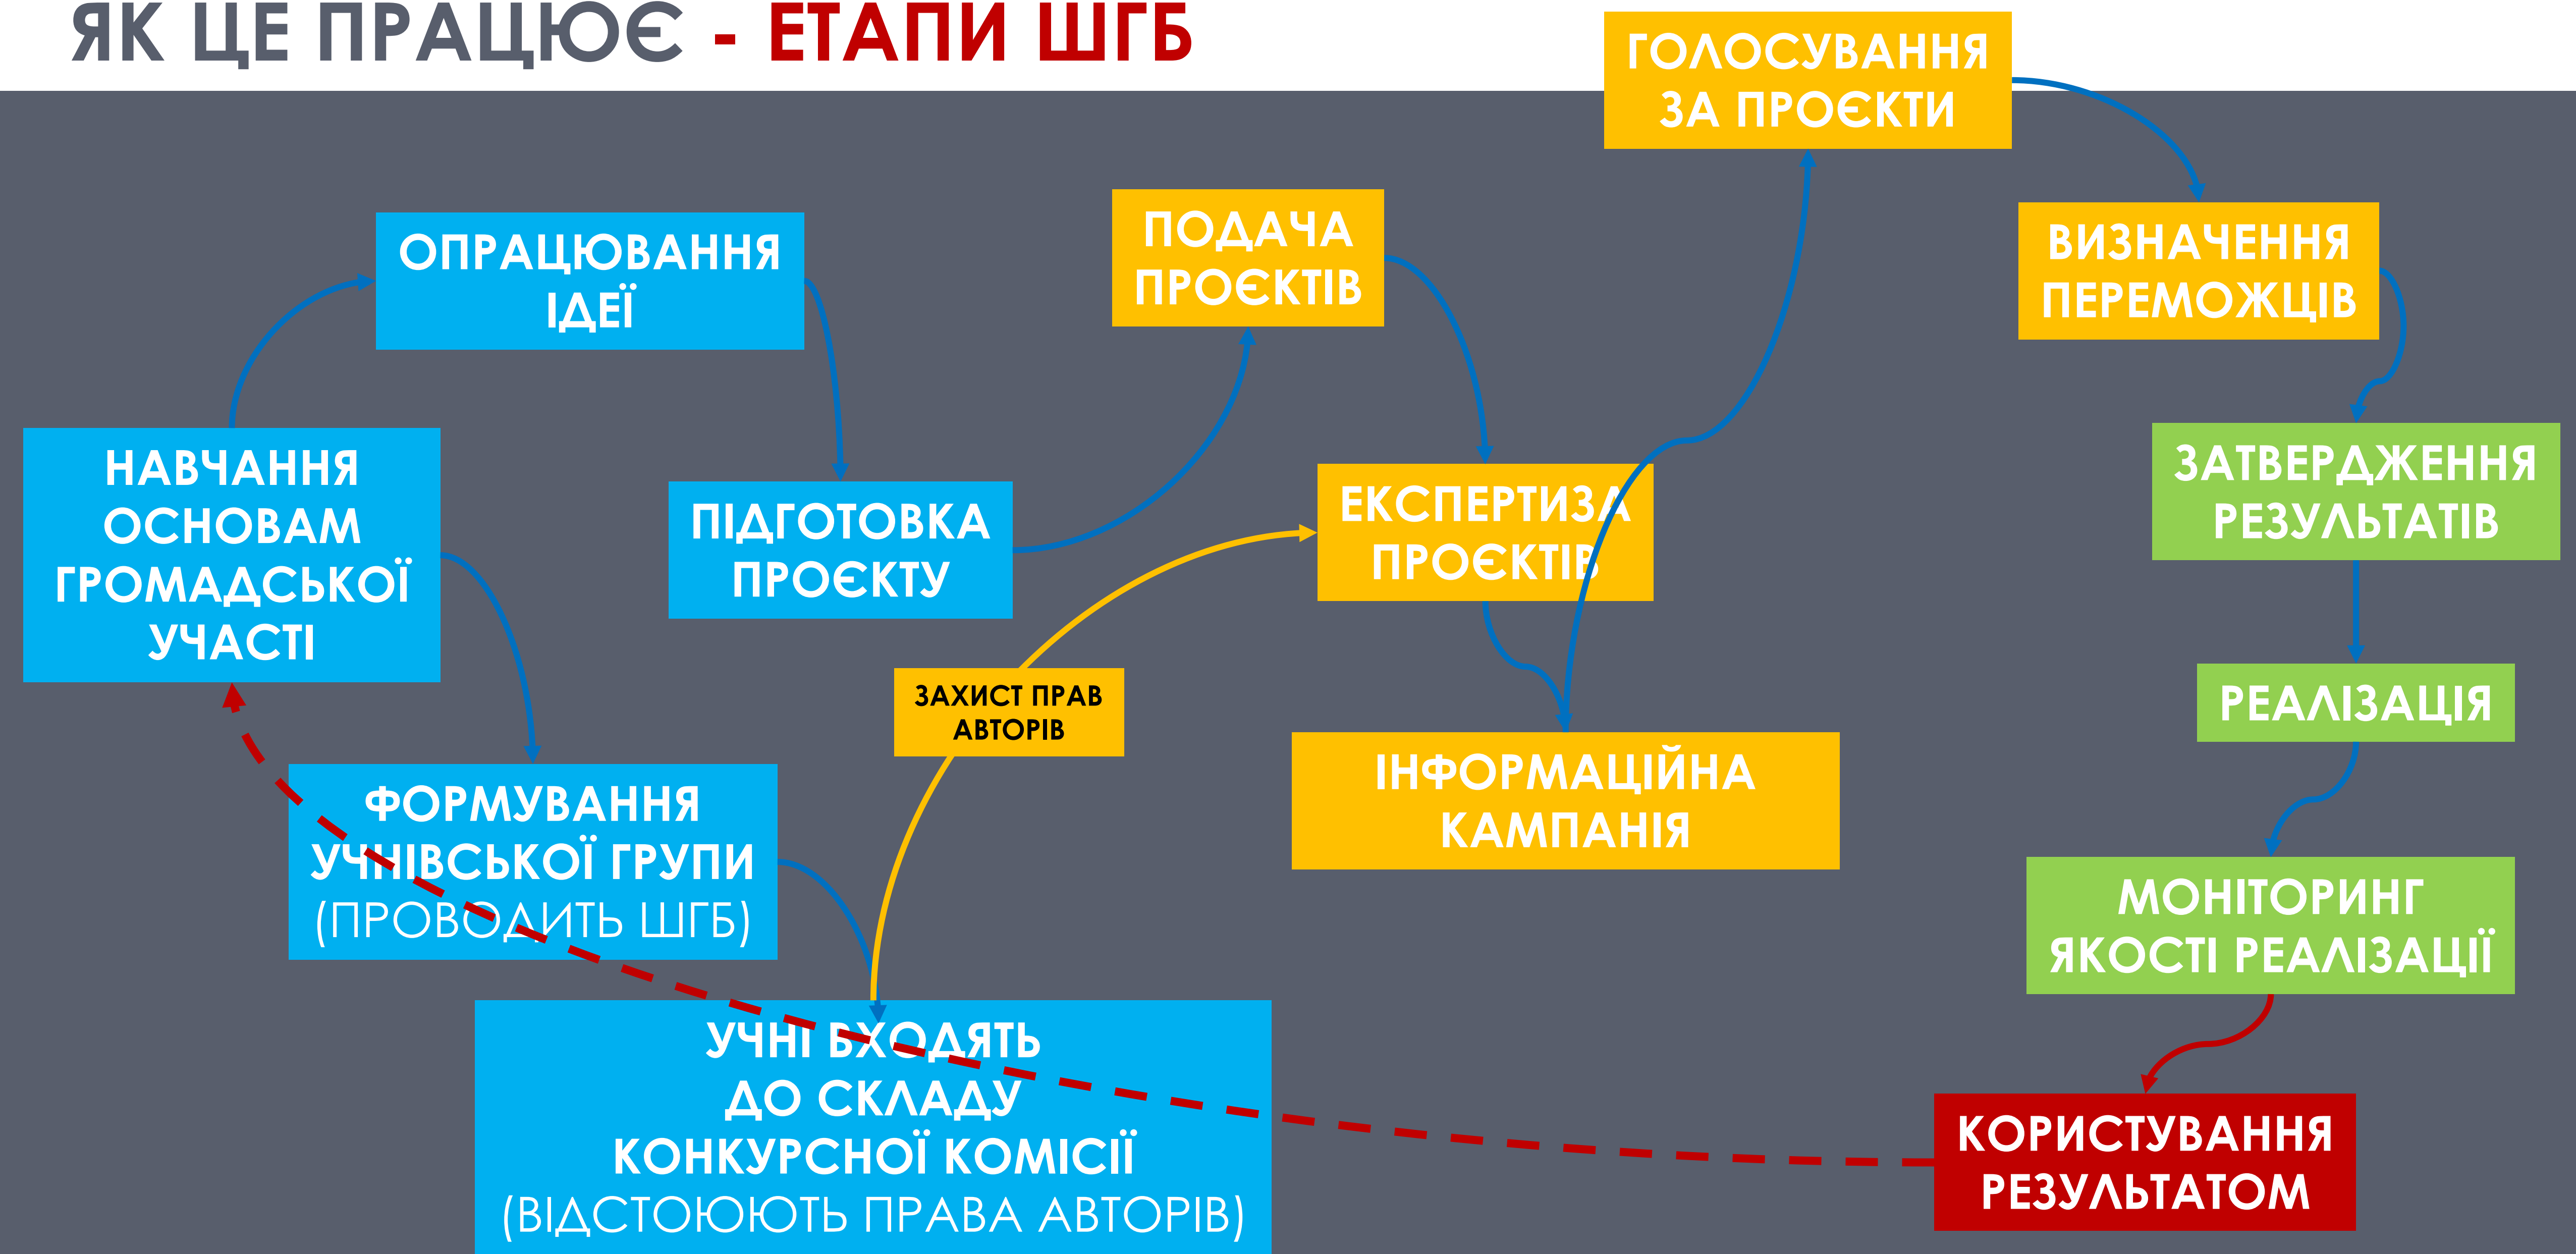 ЯК ЦЕ ПРАЦЮЄ - ЕТАПИ ШГБ
НАВЧАННЯ
ОСНОВАМ
ГРОМАДСЬКОЇ
УЧАСТІ
ОПРАЦЮВАННЯ
ІДЕЇ
ПІДГОТОВКА
ПРОЄКТУ
ФОРМУВАННЯ
УЧНІВСЬКОЇ ГРУПИ
(ПРОВОДИТЬ ШГБ)
УЧНІ ВХОДЯТЬ
ДО СКЛАДУ
КОНКУРСНОЇ КОМІСІЇ
(ВІДСТОЮЮТЬ ПРАВА АВТОРІВ)
ЗАХИСТ ПРАВ
АВТОРІВ
ПОДАЧА
ПРОЄКТІВ
ЕКСПЕРТИЗА
ПРОЄКТІВ
ІНФОРМАЦІЙНА
КАМПАНІЯ
ГОЛОСУВАННЯ
ЗА ПРОЄКТИ
ВИЗНАЧЕННЯ
ПЕРЕМОЖЦІВ
ЗАТВЕРДЖЕННЯ
РЕЗУЛЬТАТІВ
РЕАЛІЗАЦІЯ
МОНІТОРИНГ
ЯКОСТІ РЕАЛІЗАЦІЇ
КОРИСТУВАННЯ
РЕЗУЛЬТАТОМ